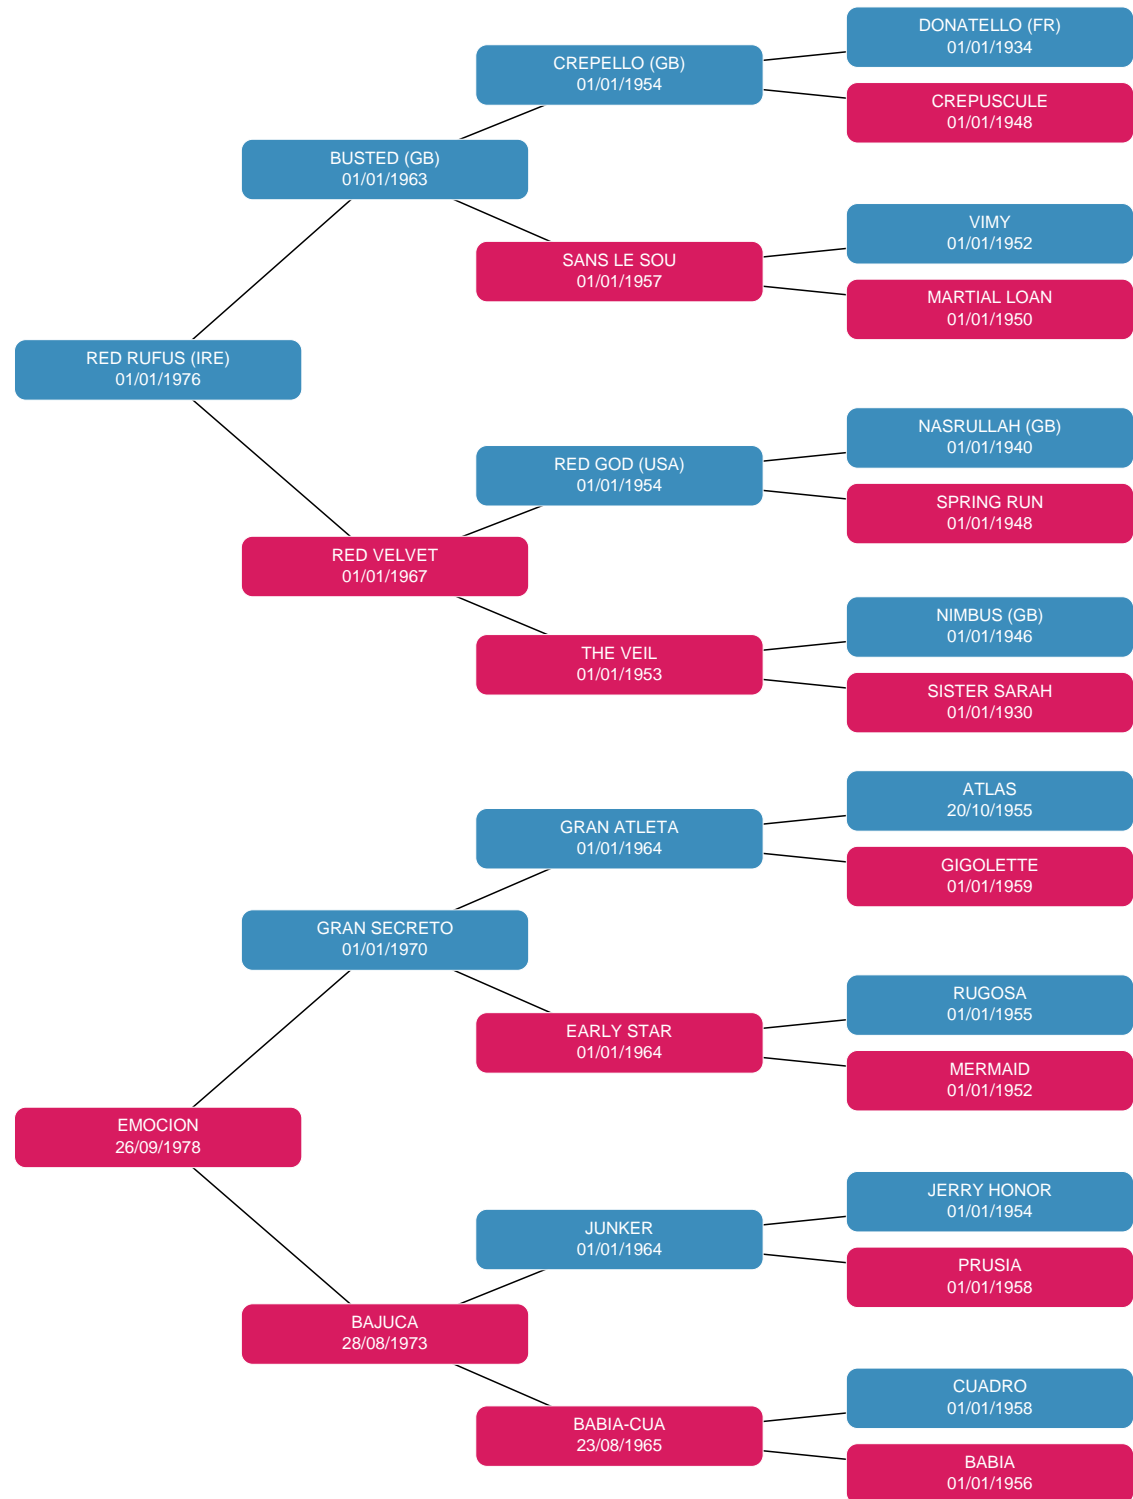 DONATELLO (FR)
01/01/1934
CREPELLO (GB)
01/01/1954
CREPUSCULE
01/01/1948
BUSTED (GB)
01/01/1963
VIMY
01/01/1952
SANS LE SOU
01/01/1957
MARTIAL LOAN
01/01/1950
RED RUFUS (IRE)
01/01/1976
NASRULLAH (GB)
01/01/1940
RED GOD (USA)
01/01/1954
SPRING RUN
01/01/1948
RED VELVET
01/01/1967
NIMBUS (GB)
01/01/1946
THE VEIL
01/01/1953
SISTER SARAH
01/01/1930
ATLAS
20/10/1955
GRAN ATLETA
01/01/1964
GIGOLETTE
01/01/1959
GRAN SECRETO
01/01/1970
RUGOSA
01/01/1955
EARLY STAR
01/01/1964
MERMAID
01/01/1952
EMOCION
26/09/1978
JERRY HONOR
01/01/1954
JUNKER
01/01/1964
PRUSIA
01/01/1958
BAJUCA
28/08/1973
CUADRO
01/01/1958
BABIA-CUA
23/08/1965
BABIA
01/01/1956